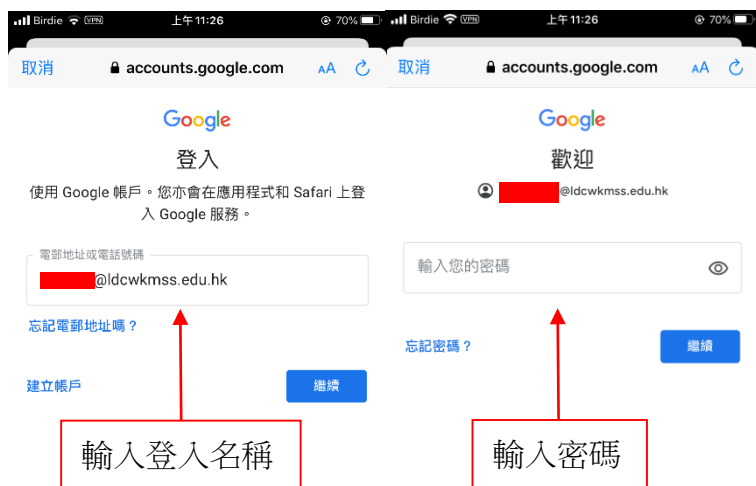 Birdie VPN 上午11:26 70%
取消 accounts.google.com AA
Google
登入
使用 Google 帳戶。您亦會在應用程式和 Safari 上登
入 Google 服務。
電郵地址或電話號碼
@ldcwkmss.edu.hk
忘記電郵地址嗎？
建立帳戶 繼續
輸入登入名稱
Birdie VPN 上午11:26 70%
取消 accounts.google.com AA
Google
歡迎
@ldcwkmss.edu.hk
輸入您的密碼
忘記密碼？ 繼續
輸入密碼